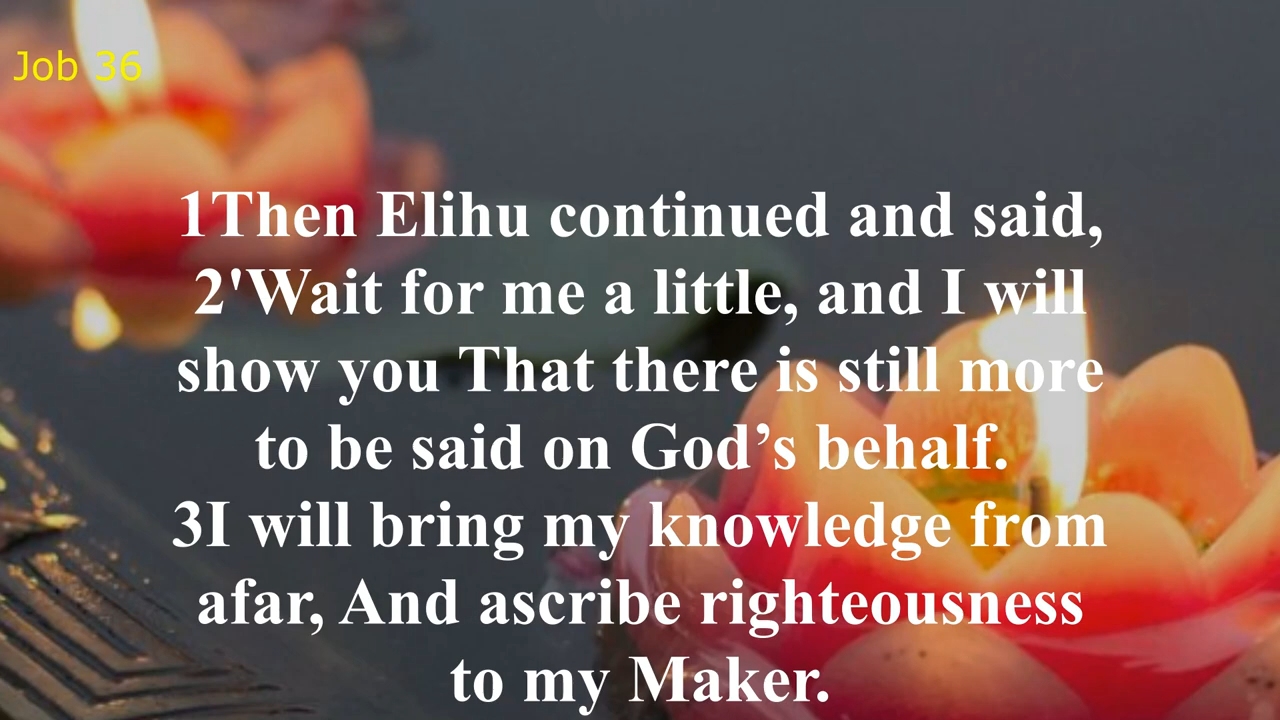 Job 36
1Then Elihu continued and said,
2'Wait for me a little, and I will
show you That there is still more
to be said on God’s behalf.
3I will bring my knowledge from
afar, And ascribe righteousness
to my Maker.